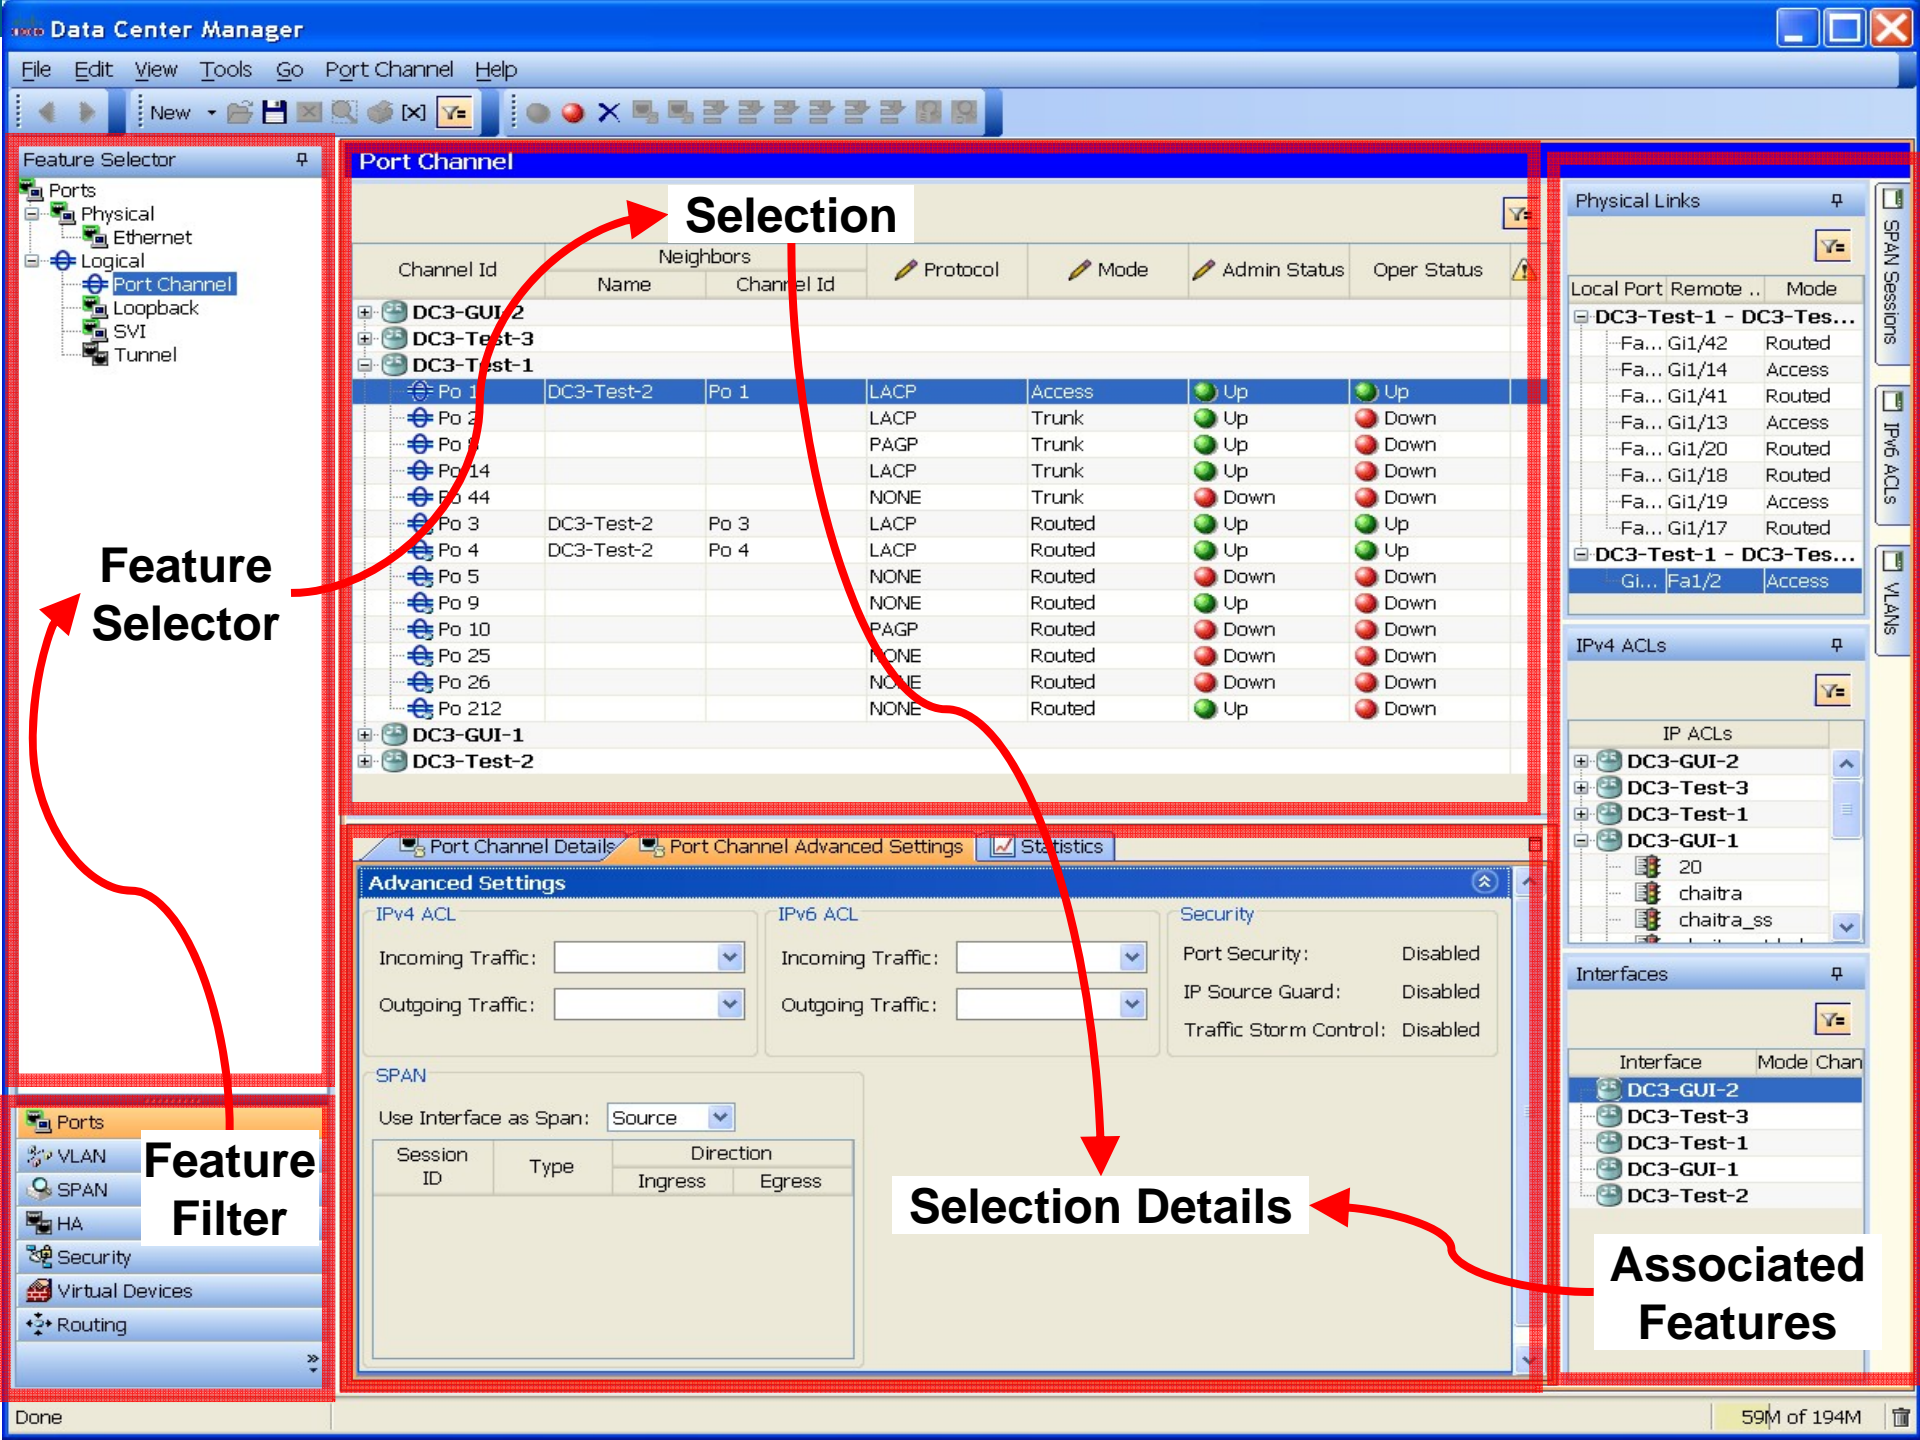 Data Center Manager
File Edit View Tools Go Port Channel Help
New
Feature Selector
Ports
Physical
Ethernet
Logical
Port Channel
Loopback
SVI
Tunnel
Feature
Selector
Ports
VLAN
SPAN
HA
Security
Virtual Devices
Routing
Feature
Filter
Port Channel
Selection
Channel Id Neighbors Protocol Mode Admin Status Oper Status
Name Channel Id
DC3-GUI-2
DC3-Test-3
DC3-Test-1
Po 1 DC3-Test-2 Po 1 LACP Access Up Up
Po 2 LACP Trunk Up Down
Po 8 PAGP Trunk Up Down
Po 14 LACP Trunk Up Down
Po 44 NONE Trunk Down Down
Po 3 DC3-Test-2 Po 3 LACP Routed Up Up
Po 4 DC3-Test-2 Po 4 LACP Routed Up Up
Po 5 NONE Routed Down Down
Po 9 NONE Routed Up Down
Po 10 PAGP Routed Down Down
Po 25 NONE Routed Down Down
Po 26 NONE Routed Down Down
Po 212 NONE Routed Up Down
DC3-GUI-1
DC3-Test-2
Port Channel Details Port Channel Advanced Settings Statistics
Advanced Settings
IPv4 ACL
Incoming Traffic:
Outgoing Traffic:
IPv6 ACL
Incoming Traffic:
Outgoing Traffic:
Security
Port Security: Disabled
IP Source Guard: Disabled
Traffic Storm Control: Disabled
SPAN
Use Interface as Span: Source
Session ID Type Direction
Ingress Egress
Selection Details
Physical Links
Local Port Remote .. Mode
DC3-Test-1 - DC3-Tes...
Fa... Gi1/42 Routed
Fa... Gi1/14 Access
Fa... Gi1/41 Routed
Fa... Gi1/13 Access
Fa... Gi1/20 Routed
Fa... Gi1/18 Routed
Fa... Gi1/19 Access
Fa... Gi1/17 Routed
DC3-Test-1 - DC3-Tes...
Gi... Fa1/2 Access
IPv4 ACLs
IP ACLs
DC3-GUI-2
DC3-Test-3
DC3-Test-1
DC3-GUI-1
20
chaitra
chaitra_ss
Interfaces
Interface Mode Chan
DC3-GUI-2
DC3-Test-3
DC3-Test-1
DC3-GUI-1
DC3-Test-2
Associated
Features
SPAN Sessions
IPv6 ACLs
VLANs
Done
59M of 194M